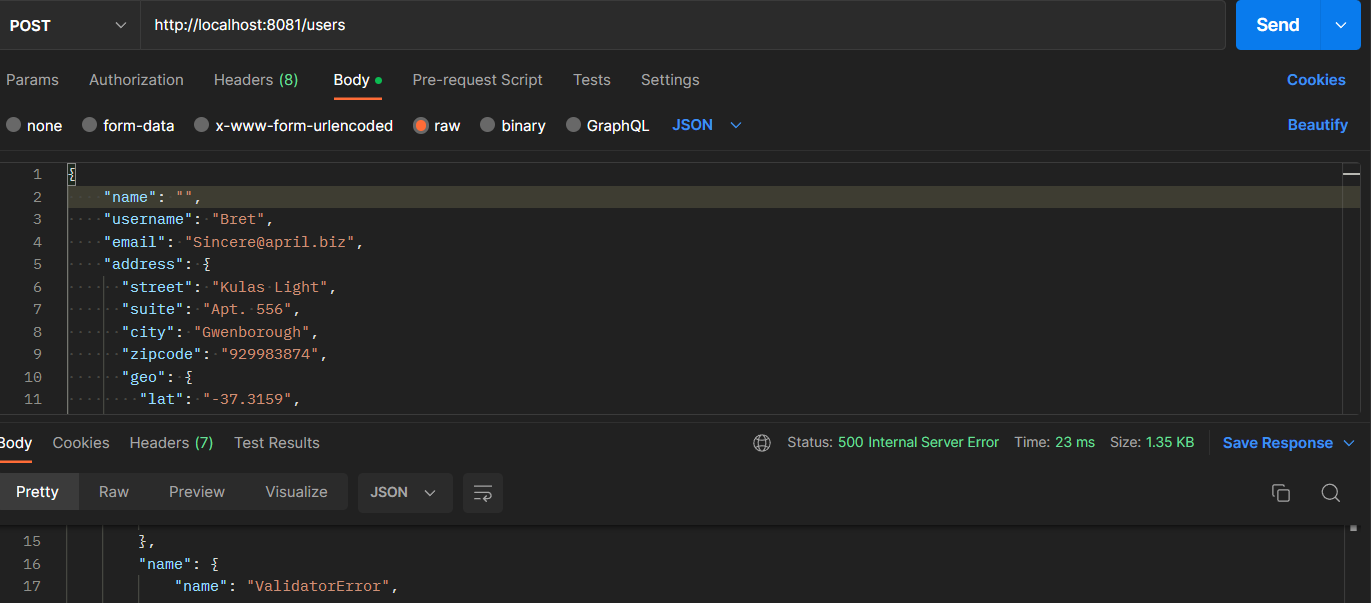 POST http://localhost:8081/users Send
Params Authorization Headers (8) Body Pre-request Script Tests Settings Cookies
none form-data x-www-form-urlencoded raw binary GraphQL JSON Beautify
1 {
2 "name": "",
3 "username": "Bret",
4 "email": "Sincere@april.biz",
5 "address": {
6 "street": "Kulas Light",
7 "suite": "Apt. 556",
8 "city": "Gwenborough",
9 "zipcode": "929983874",
10 "geo": {
11 "lat": "-37.3159",
Body Cookies Headers (7) Test Results Status: 500 Internal Server Error Time: 23 ms Size: 1.35 KB Save Response
Pretty Raw Preview Visualize JSON
15 },
16 "name": {
17 "name": "ValidatorError",